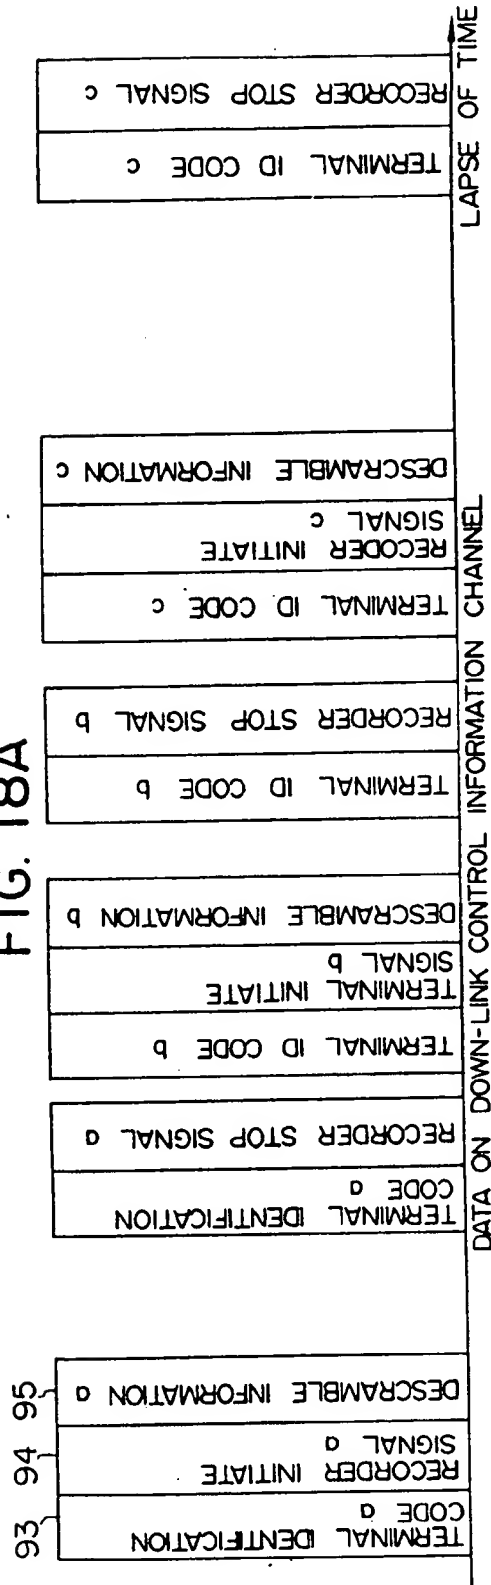 FIG. 18A
93
94
95
TERMINAL IDENTIFICATION
CODE a
RECORDER INITIATE
SIGNAL a
DESCRAMBLE INFORMATION a
TERMINAL IDENTIFICATION
CODE a
RECORDER STOP SIGNAL a
TERMINAL ID CODE b
TERMINAL INITIATE
SIGNAL b
DESCRAMBLE INFORMATION b
TERMINAL ID CODE b
RECORDER STOP SIGNAL b
TERMINAL ID CODE c
RECODER INITIATE
SIGNAL c
DESCRAMBLE INFORMATION c
TERMINAL ID CODE c
RECORDER STOP SIGNAL c
DATA ON DOWN-LINK CONTROL INFORMATION CHANNEL
LAPSE OF TIME